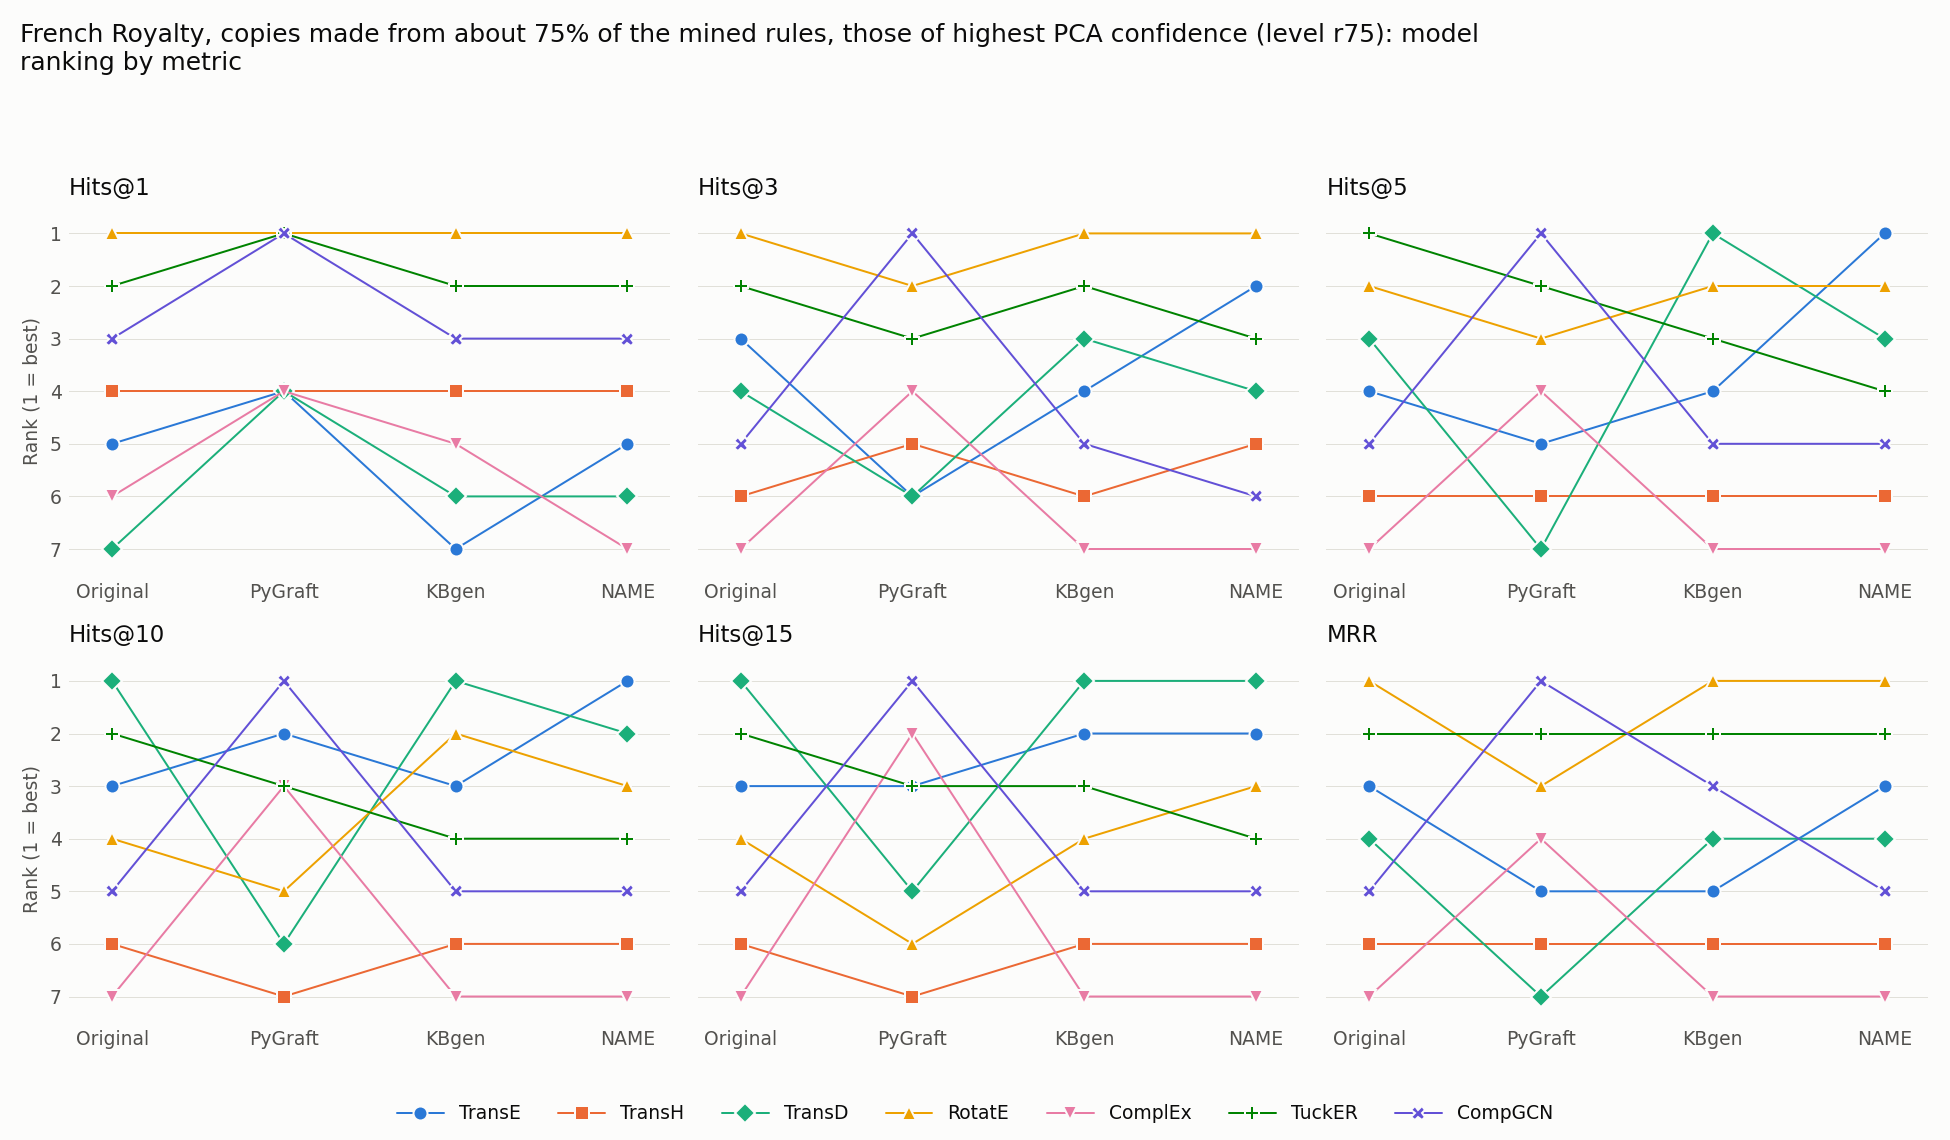 French Royalty, copies made from about 75% of the mined rules, those of highest PCA confidence (level r75): model
ranking by metric
Hits@1
Hits@3
Hits@5
Rank (1 = best)
1
2
3
4
5
6
7
Original PyGraft KBgen NAME
Original PyGraft KBgen NAME
Original PyGraft KBgen NAME
Hits@10
Hits@15
MRR
Rank (1 = best)
1
2
3
4
5
6
7
Original PyGraft KBgen NAME
Original PyGraft KBgen NAME
Original PyGraft KBgen NAME
TransE TransH TransD RotatE ComplEx TuckER CompGCN